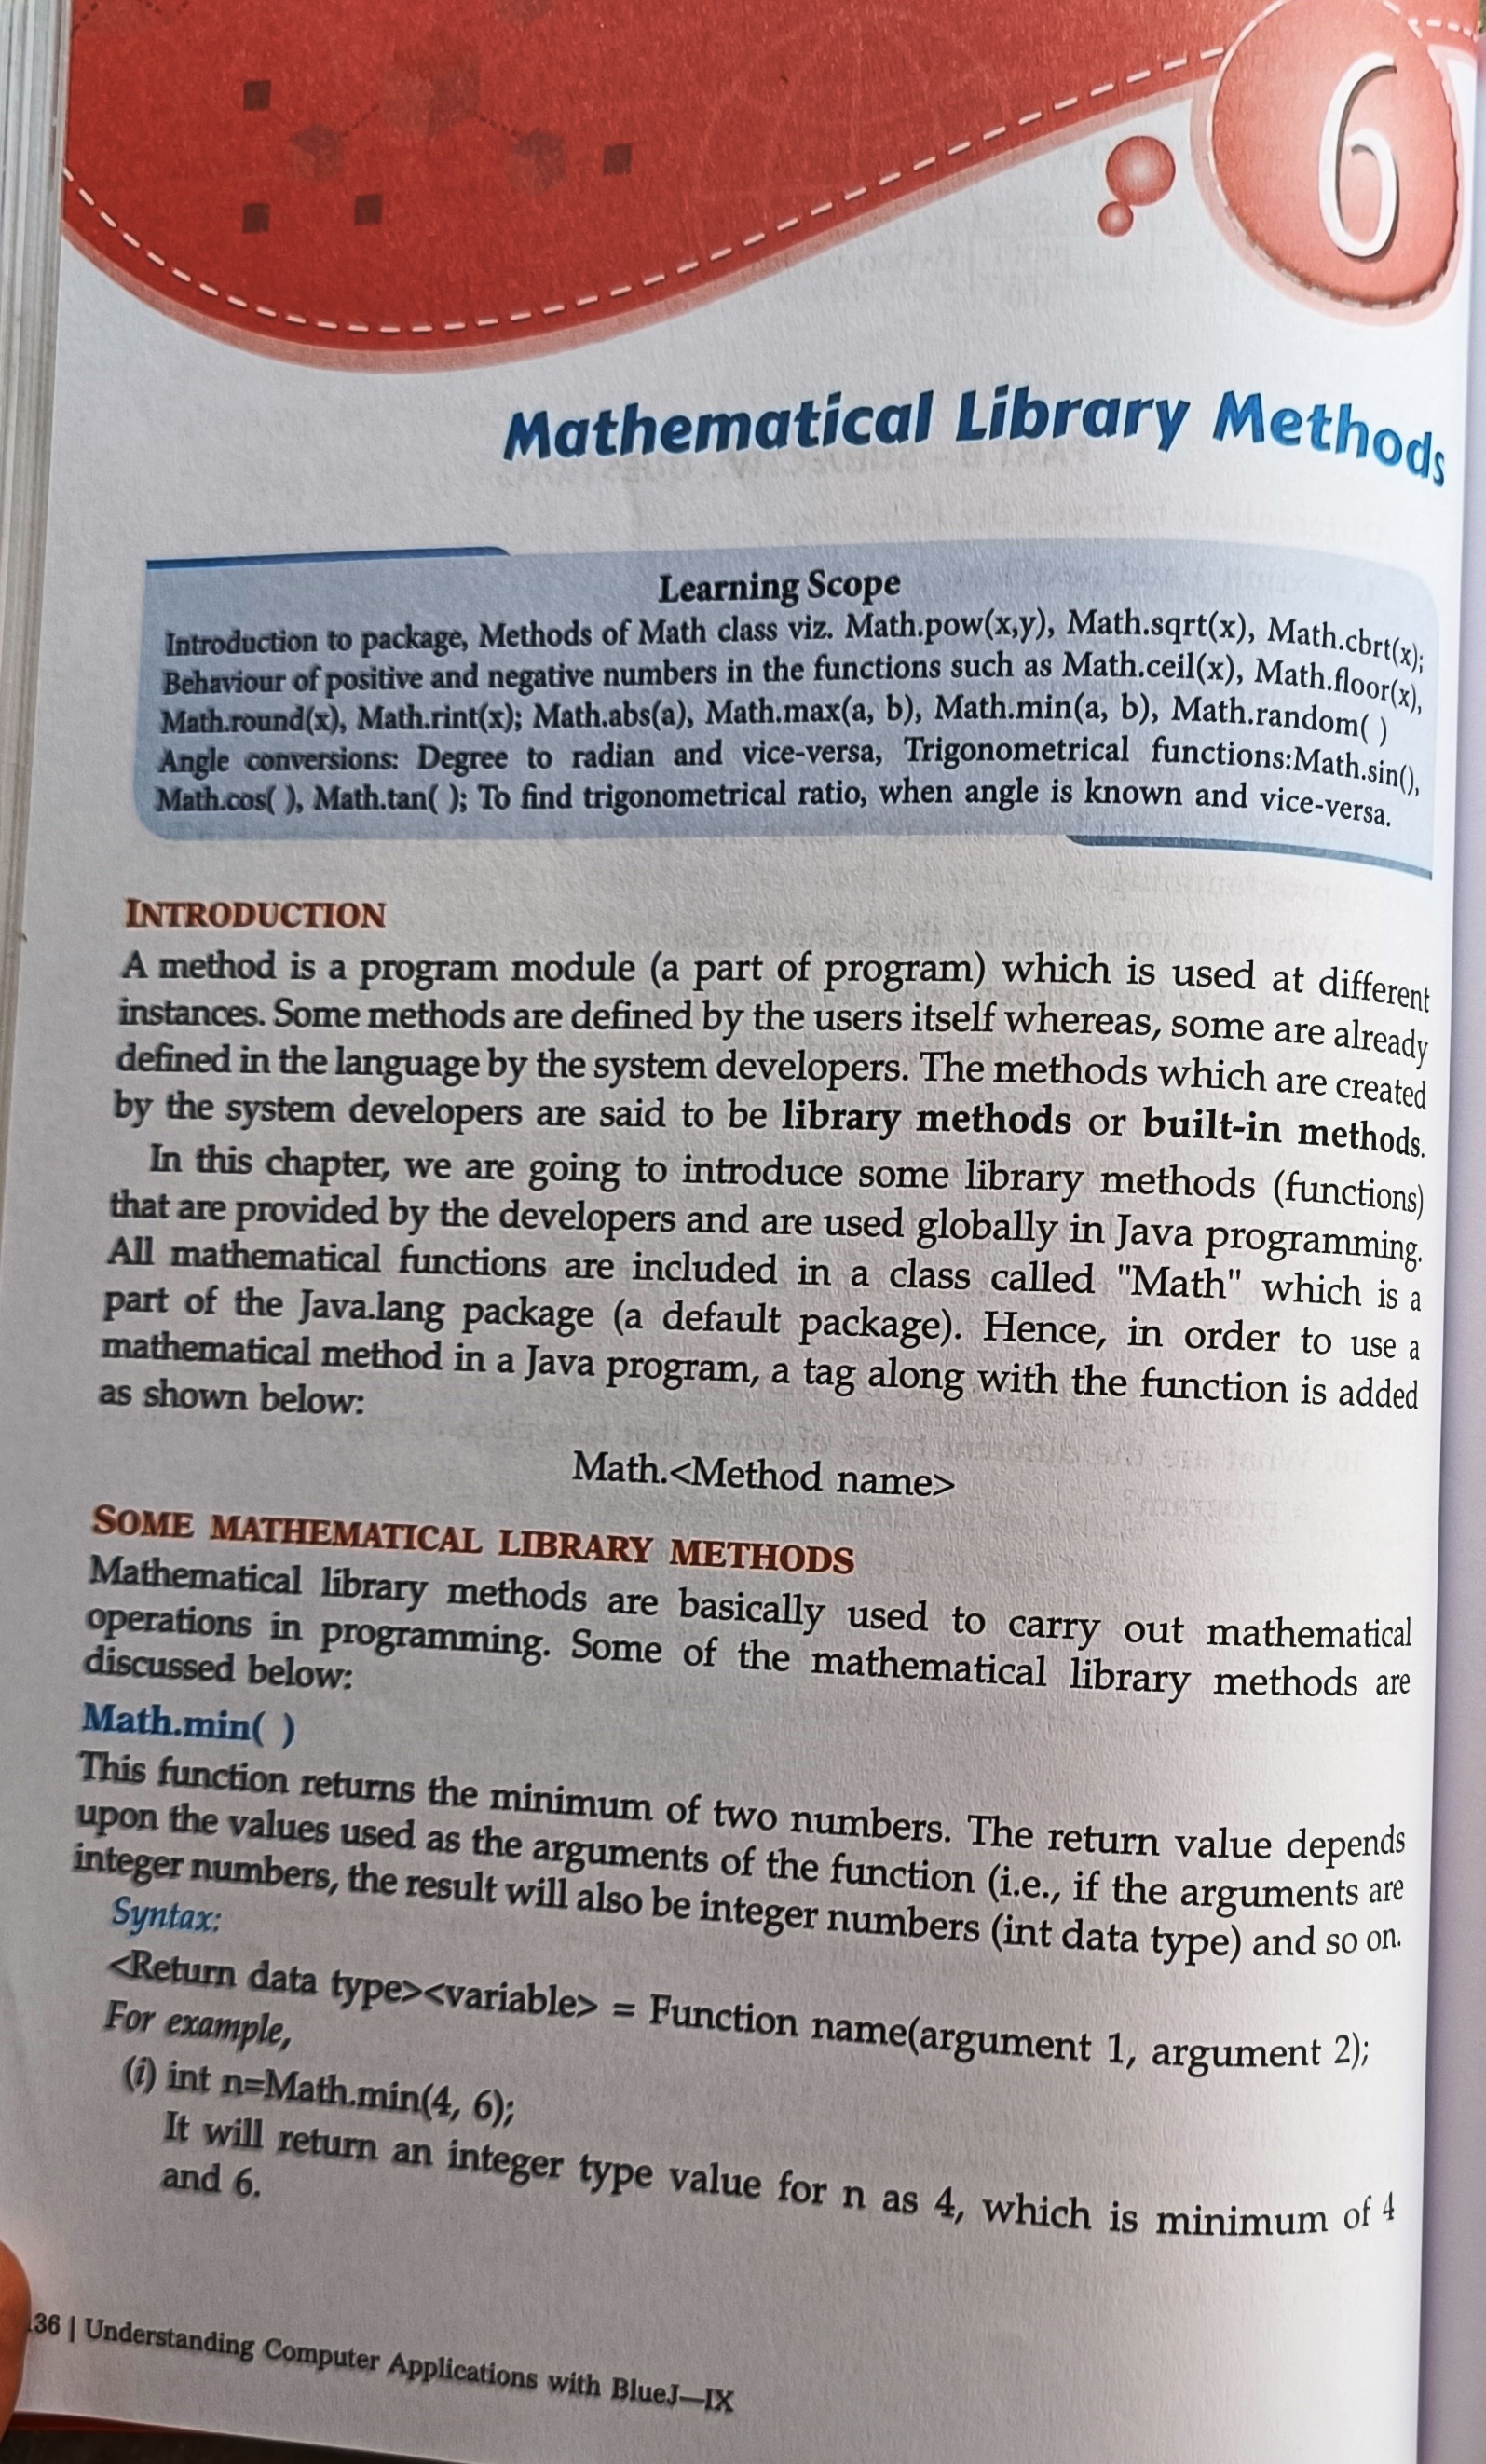 6
Mathematical Library Methods
Learning Scope
Introduction to package, Methods of Math class viz. Math.pow(x,y), Math.sqrt(x), Math.cbrt(x);
Behaviour of positive and negative numbers in the functions such as Math.ceil(x), Math.floor(x),
Math.round(x), Math.rint(x); Math.abs(a), Math.max(a, b), Math.min(a, b), Math.random( )
Angle conversions: Degree to radian and vice-versa, Trigonometrical functions:Math.sin(),
Math.cos( ), Math.tan( ); To find trigonometrical ratio, when angle is known and vice-versa.
INTRODUCTION
A method is a program module (a part of program) which is used at different
instances. Some methods are defined by the users itself whereas, some are already
defined in the language by the system developers. The methods which are created
by the system developers are said to be library methods or built-in methods.
In this chapter, we are going to introduce some library methods (functions)
that are provided by the developers and are used globally in Java programming.
All mathematical functions are included in a class called "Math" which is a
part of the Java.lang package (a default package). Hence, in order to use a
mathematical method in a Java program, a tag along with the function is added
as shown below:
Math.<Method name>
SOME MATHEMATICAL LIBRARY METHODS
Mathematical library methods are basically used to carry out mathematical
operations in programming. Some of the mathematical library methods are
discussed below:
Math.min( )
This function returns the minimum of two numbers. The return value depends
upon the values used as the arguments of the function (i.e., if the arguments are
integer numbers, the result will also be integer numbers (int data type) and so on.
Syntax:
<Return data type><variable> = Function name(argument 1, argument 2);
For example,
(i) int n=Math.min(4, 6);
It will return an integer type value for n as 4, which is minimum of 4
and 6.
36 | Understanding Computer Applications with BlueJ—IX